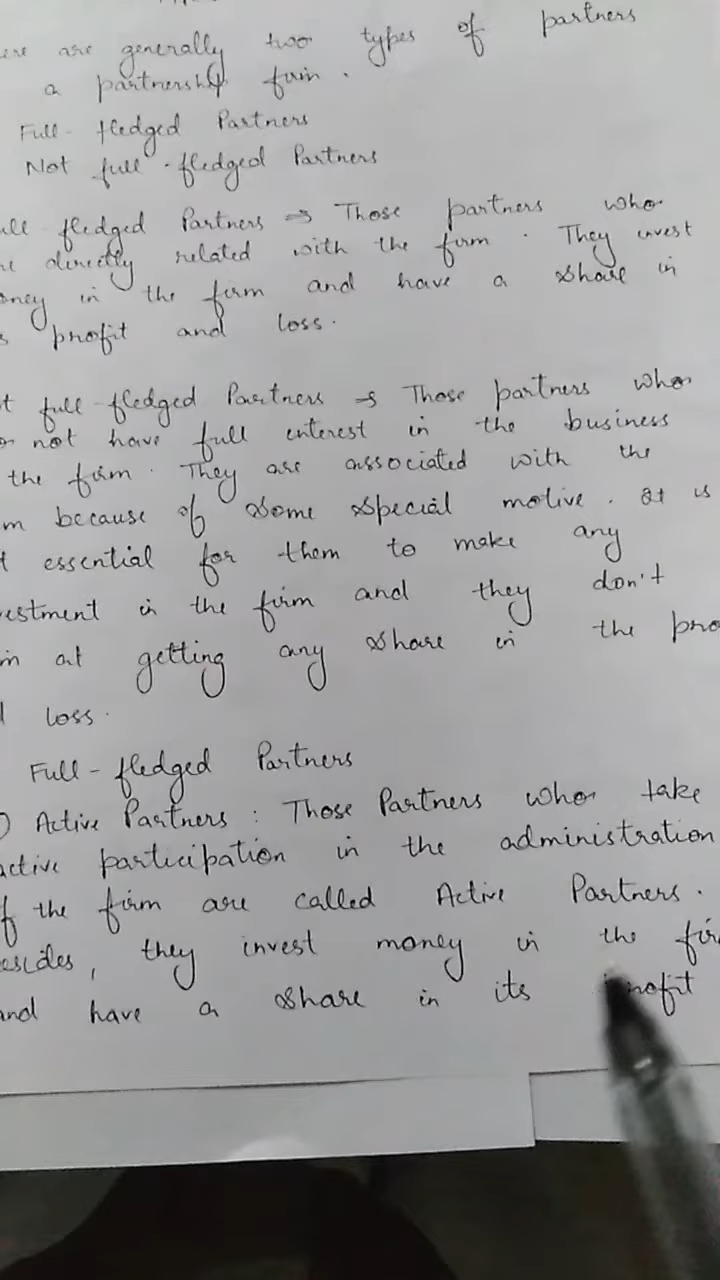 are generally two types of partners
a partnership firm.
Full-fledged Partners
Not full-fledged Partners
fledged Partners ⇒ Those partners who
directly related with the firm. They invest
in the firm and have a share in
profit and loss.
full-fledged Partners ⇒ Those partners who
not have full interest in the business
the firm. They are associated with the
because of some special motive. It is
essential for them to make any
in the firm and they don't
at getting any share in the
loss.
Full-fledged Partners
Active Partners: Those Partners who take
active participation in the administration
of the firm are called Active Partners.
they invest money in the
have a share in its profit